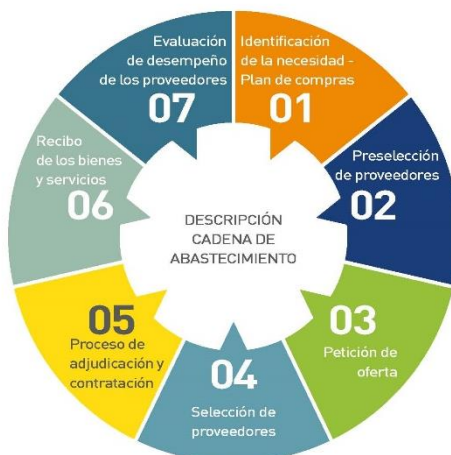 DESCRIPCIÓN
CADENA DE
ABASTECIMIENTO
Identificación
de la necesidad -
Plan de compras
01
Preselección
de proveedores
02
03
Petición de
oferta
04
Selección de
proveedores
05
Proceso de
adjudicación y
contratación
Recibo
de los bienes
y servicios
06
Evaluación
de desempeño
de los proveedores
07